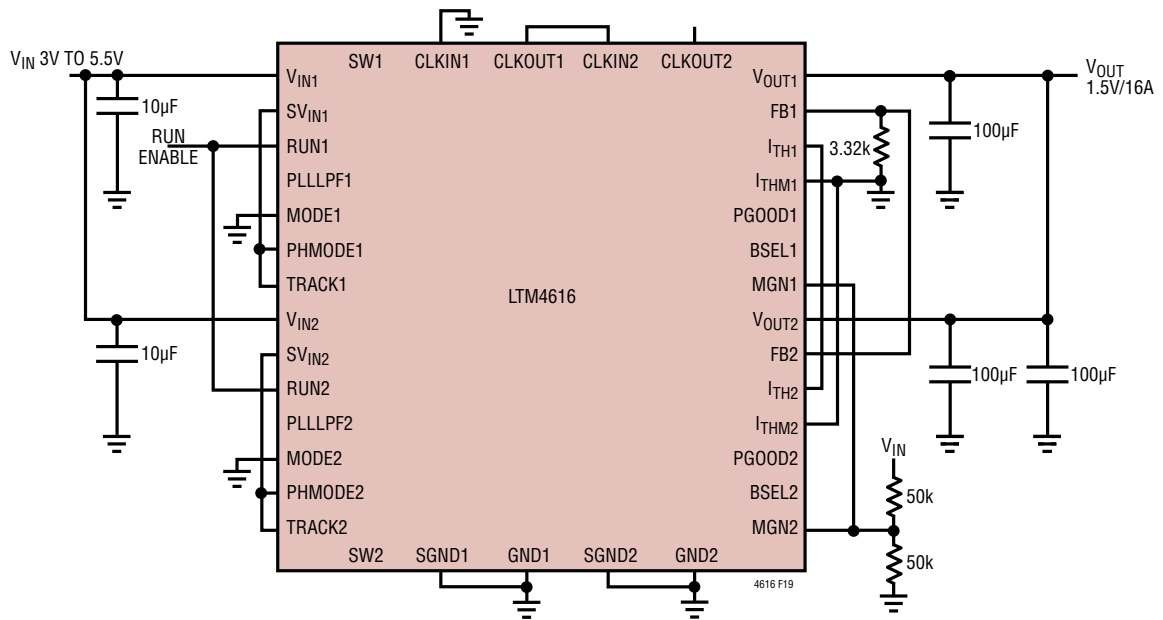 CLKIN1 CLKOUT1 CLKIN2 CLKOUT2
SW1
VIN 3V TO 5.5V
VIN1
VOUT1
VOUT
1.5V/16A
10µF
SVIN1
FB1
100µF
RUN
ENABLE
RUN1
3.32k
ITH1
PLLLPF1
ITHM1
MODE1
PGOOD1
PHMODE1
BSEL1
TRACK1
MGN1
LTM4616
VIN2
VOUT2
10µF
SVIN2
FB2
100µF
100µF
RUN2
ITH2
PLLLPF2
ITHM2
VIN
MODE2
PGOOD2
PHMODE2
BSEL2
50k
TRACK2
MGN2
SW2 SGND1 GND1 SGND2 GND2
50k
4616 F19